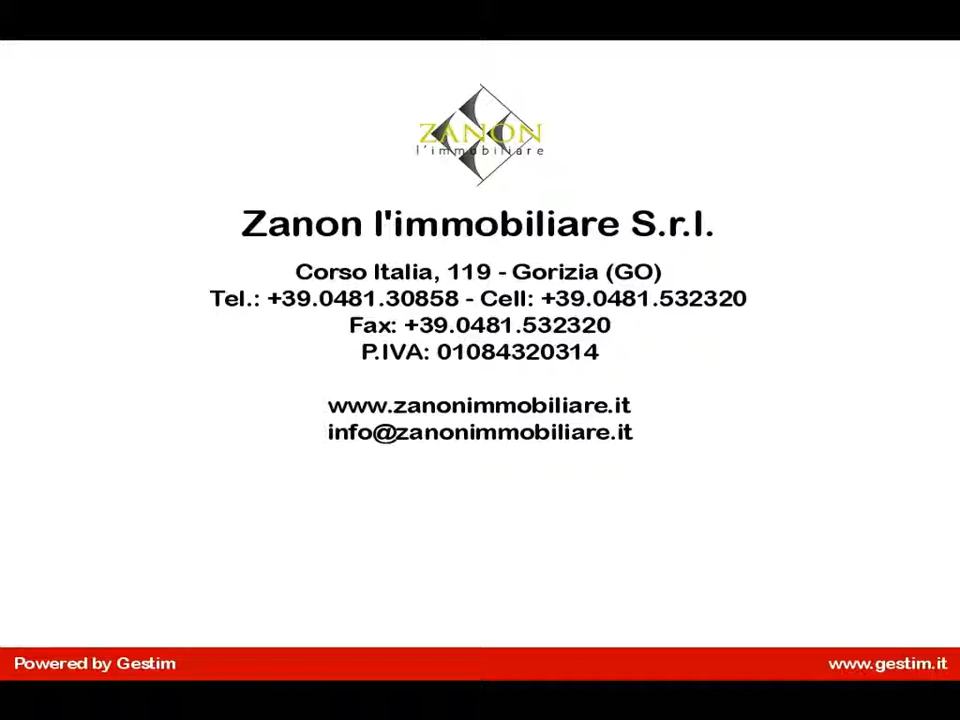 ZANON
l'immobiliare
Zanon l'immobiliare S.r.l.
Corso Italia, 119 - Gorizia (GO)
Tel.: +39.0481.30858 - Cell: +39.0481.532320
Fax: +39.0481.532320
P.IVA: 01084320314
www.zanonimmobiliare.it
info@zanonimmobiliare.it
Powered by Gestim
www.gestim.it